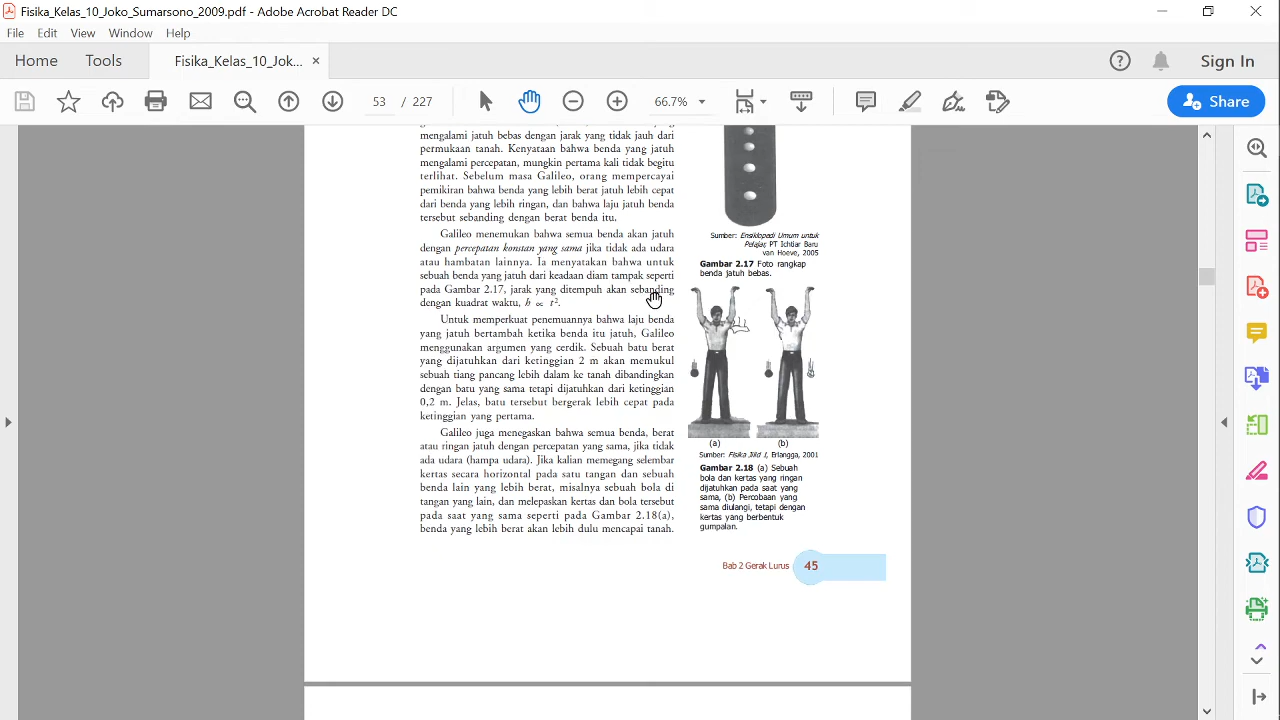 Fisika_Kelas_10_Joko_Sumarsono_2009.pdf - Adobe Acrobat Reader DC
File Edit View Window Help
Home Tools Fisika_Kelas_10_Jok... × Sign In
53 / 227 66.7% Share
mengalami jatuh bebas dengan jarak yang tidak jauh dari
permukaan tanah. Kenyataan bahwa benda yang jatuh
mengalami percepatan, mungkin pertama kali tidak begitu
terlihat. Sebelum masa Galileo, orang mempercayai
pemikiran bahwa benda yang lebih berat jatuh lebih cepat
dari benda yang lebih ringan, dan bahwa laju jatuh benda
tersebut sebanding dengan berat benda itu.
Galileo menemukan bahwa semua benda akan jatuh
dengan percepatan konstan yang sama jika tidak ada udara
atau hambatan lainnya. Ia menyatakan bahwa untuk
sebuah benda yang jatuh dari keadaan diam tampak seperti
pada Gambar 2.17, jarak yang ditempuh akan sebanding
dengan kuadrat waktu, h ∝ t².
Untuk memperkuat penemuannya bahwa laju benda
yang jatuh bertambah ketika benda itu jatuh, Galileo
menggunakan argumen yang cerdik. Sebuah batu berat
yang dijatuhkan dari ketinggian 2 m akan memukul
sebuah tiang pancang lebih dalam ke tanah dibandingkan
dengan batu yang sama tetapi dijatuhkan dari ketinggian
0,2 m. Jelas, batu tersebut bergerak lebih cepat pada
ketinggian yang pertama.
Galileo juga menegaskan bahwa semua benda, berat
atau ringan jatuh dengan percepatan yang sama, jika tidak
ada udara (hampa udara). Jika kalian memegang selembar
kertas secara horizontal pada satu tangan dan sebuah
benda lain yang lebih berat, misalnya sebuah bola di
tangan yang lain, dan melepaskan kertas dan bola tersebut
pada saat yang sama seperti pada Gambar 2.18(a),
benda yang lebih berat akan lebih dulu mencapai tanah.
Sumber: Ensiklopedi Umum untuk
Pelajar, PT Ichtiar Baru
van Hoeve, 2005
Gambar 2.17 Foto rangkap
benda jatuh bebas.
(a) (b)
Sumber: Fisika Jilid I, Erlangga, 2001
Gambar 2.18 (a) Sebuah
bola dan kertas yang ringan
dijatuhkan pada saat yang
sama, (b) Percobaan yang
sama diulangi, tetapi dengan
kertas yang berbentuk
gumpalan.
Bab 2 Gerak Lurus 45